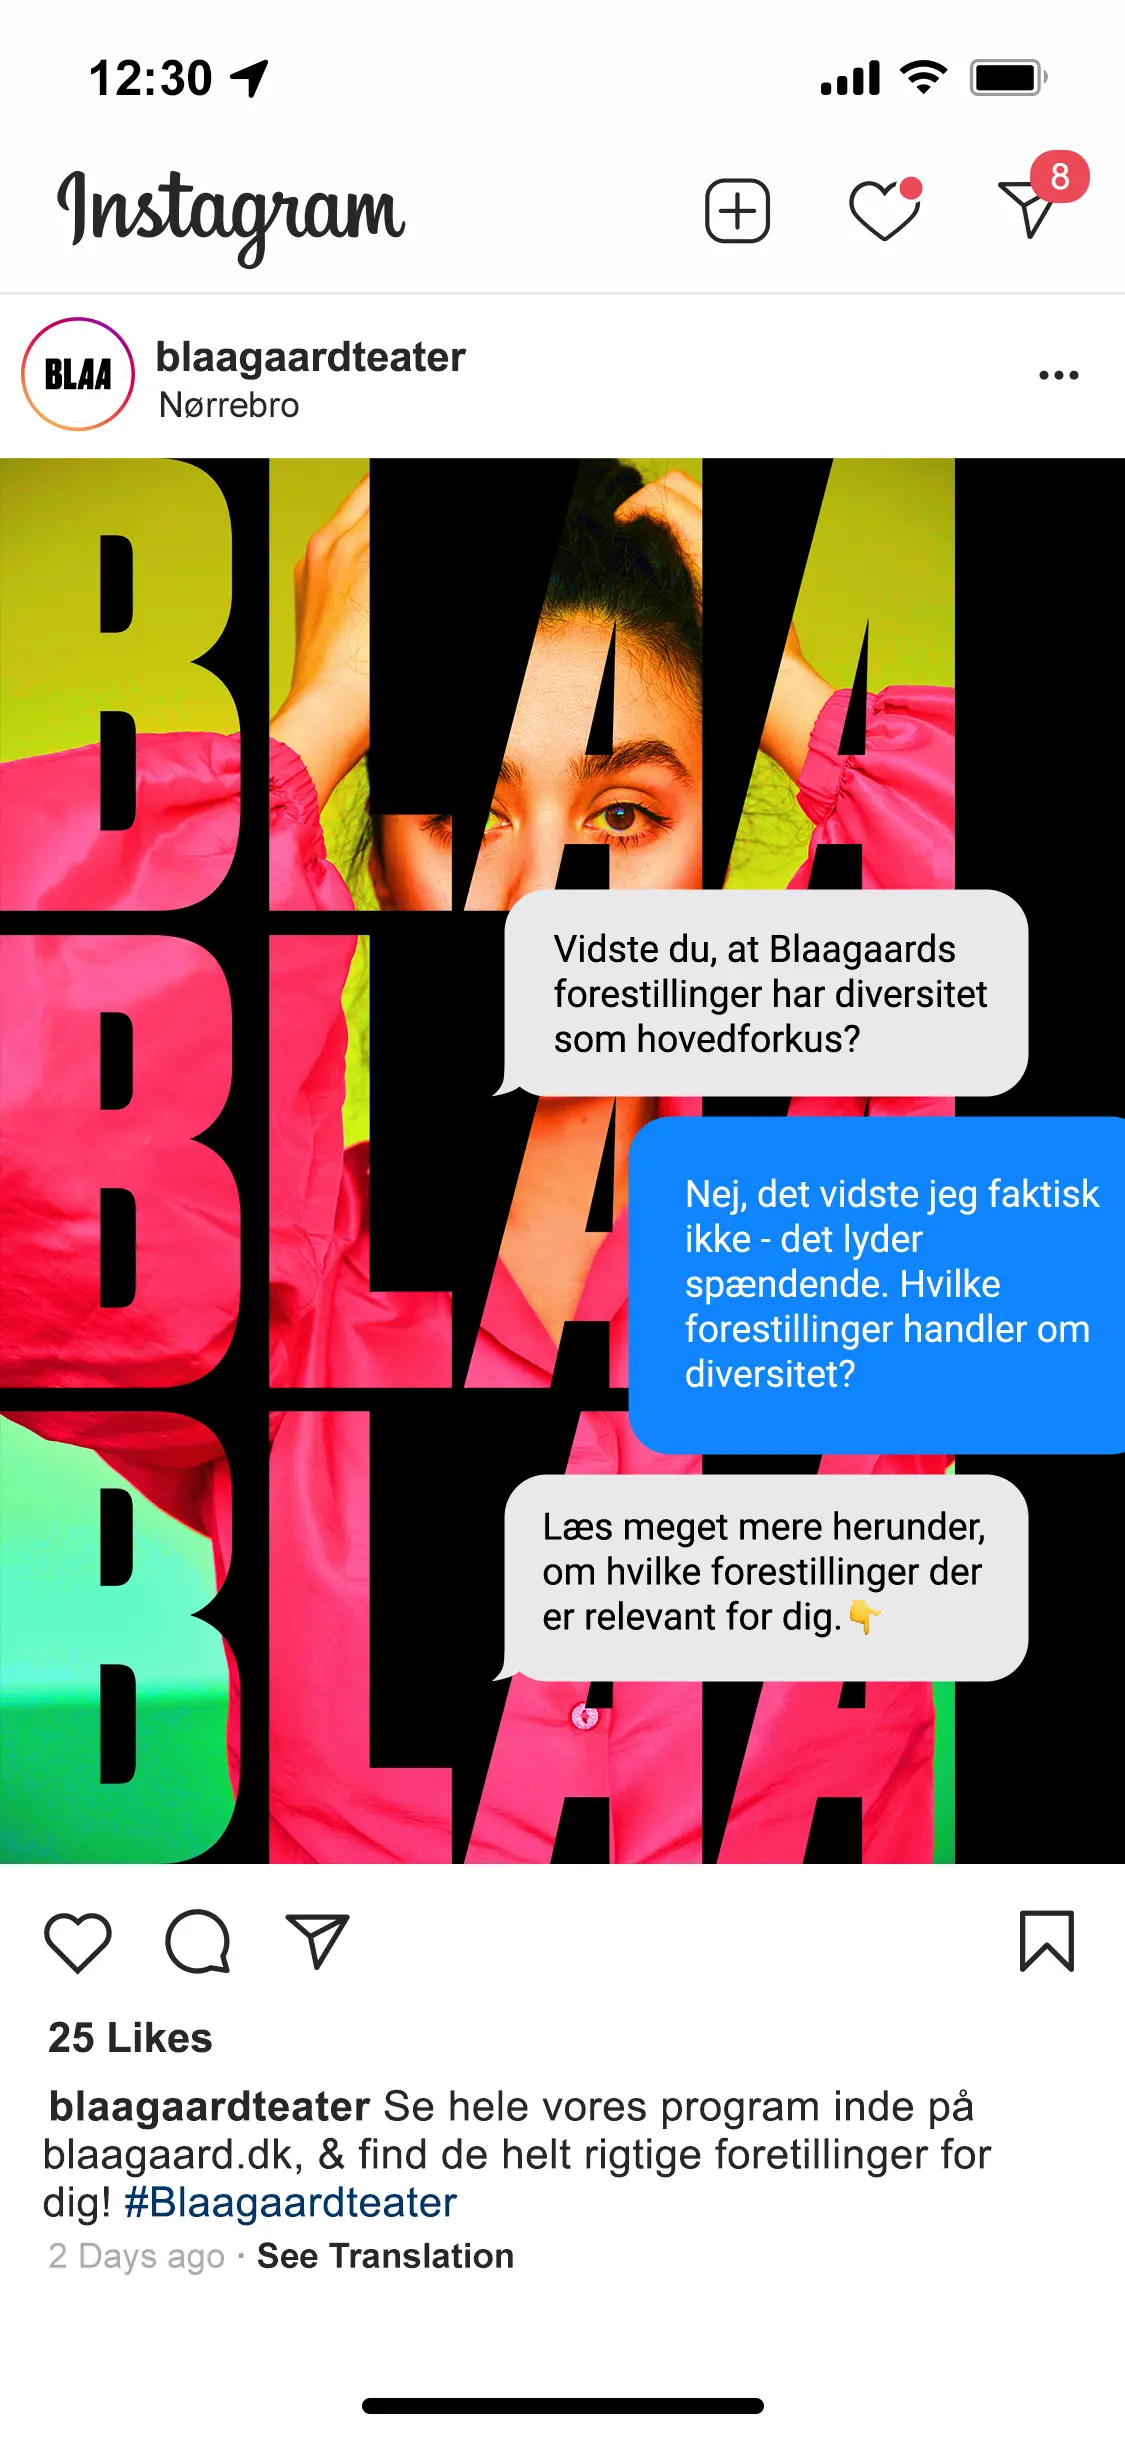 12:30
Instagram
8
BLAA
blaagaardteater
Nørrebro
BLAA
BLAA
BLAA
Vidste du, at Blaagaards
forestillinger har diversitet
som hovedforkus?
Nej, det vidste jeg faktisk
ikke - det lyder
spændende. Hvilke
forestillinger handler om
diversitet?
Læs meget mere herunder,
om hvilke forestillinger der
er relevant for dig.👇
25 Likes
blaagaardteater Se hele vores program inde på
blaagaard.dk, & find de helt rigtige foretillinger for
dig! #Blaagaardteater
2 Days ago · See Translation